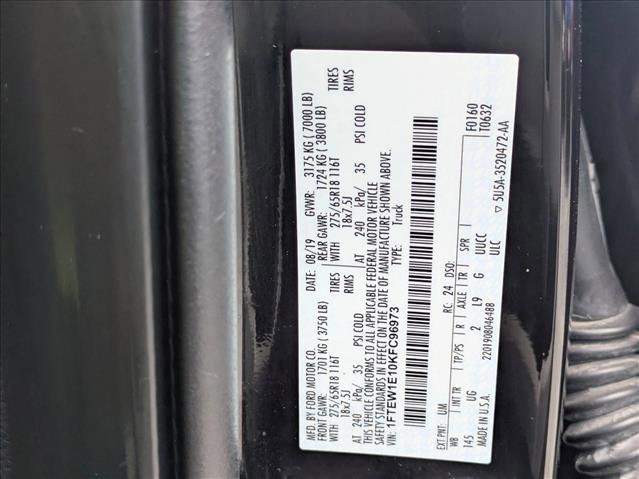 MFD. BY FORD MOTOR CO.
DATE: 08/19 GVWR: 3175 KG ( 7000 LB)
FRONT GAWR: 1701 KG ( 3750 LB) REAR GAWR: 1724 KG ( 3800 LB)
WITH 275/65R18 116T TIRES WITH 275/65R18 116T TIRES
18x7.5J RIMS 18x7.5J RIMS
AT 240 kPa/ 35 PSI COLD AT 240 kPa/ 35 PSI COLD
THIS VEHICLE CONFORMS TO ALL APPLICABLE FEDERAL MOTOR VEHICLE
SAFETY STANDARDS IN EFFECT ON THE DATE OF MANUFACTURE SHOWN ABOVE.
VIN: 1FTEW1E10KFC96973 TYPE: Truck
F0160
T0632
EXT PNT: UM RC: 24 DSO:
WB INT TR TP/PS R AXLE TR SPR
145 UG 2 L9 G UUCC
MADE IN U.S.A. 2201908046488 ULC
▽ 5U5A-3520472-AA